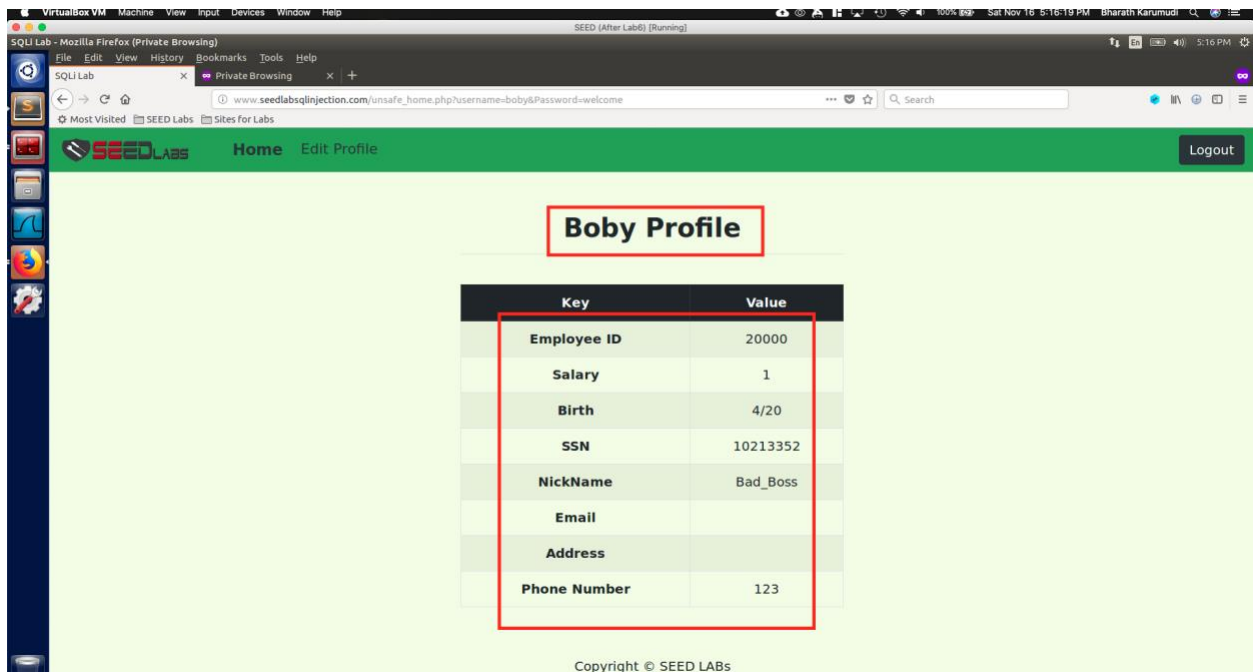 VirtualBox VM Machine View Input Devices Window Help 100% Sat Nov 16 5:16:19 PM Bharath Karumudi
SEED (After Lab6) [Running]
SQLi Lab - Mozilla Firefox (Private Browsing) En 5:16 PM
File Edit View History Bookmarks Tools Help
SQLi Lab × Private Browsing × +
www.seedlabsqlinjection.com/unsafe_home.php?username=boby&Password=welcome Search
Most Visited SEED Labs Sites for Labs
SEEDLABS Home Edit Profile Logout
Boby Profile
Key Value
Employee ID 20000
Salary 1
Birth 4/20
SSN 10213352
NickName Bad_Boss
Email
Address
Phone Number 123
Copyright © SEED LABs